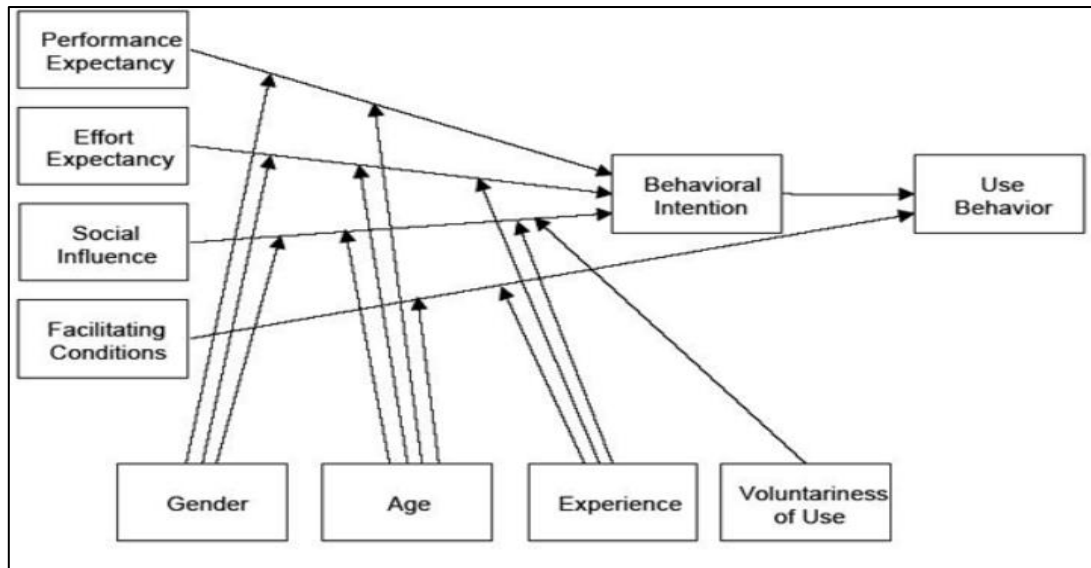 Performance
Expectancy
Effort
Expectancy
Social
Influence
Facilitating
Conditions
Behavioral
Intention
Use
Behavior
Gender
Age
Experience
Voluntariness
of Use